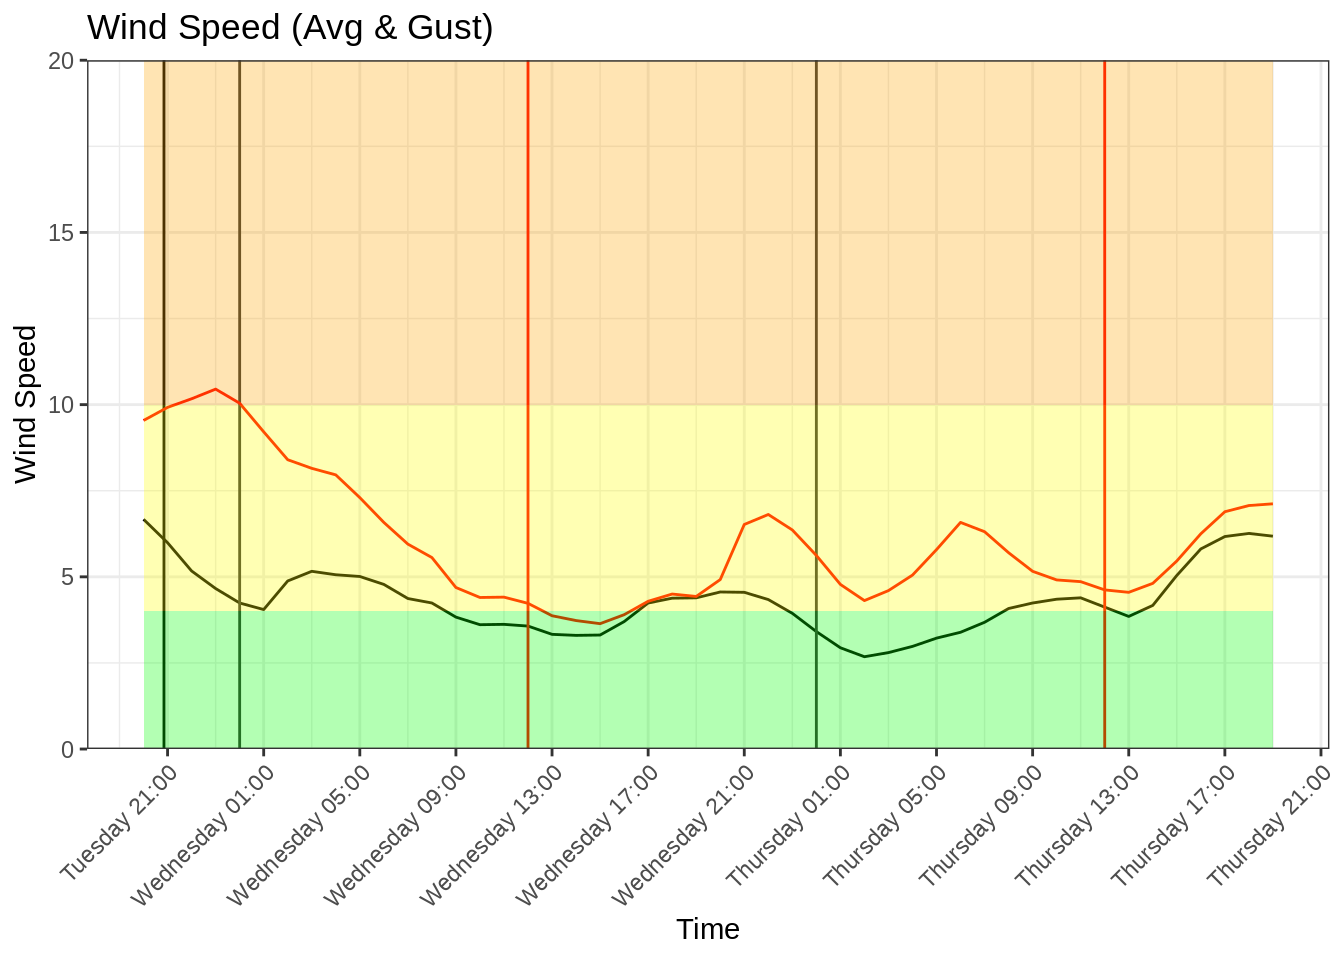 Wind Speed (Avg & Gust)
20
15
10
5
0
Wind Speed
Tuesday 21:00
Wednesday 01:00
Wednesday 05:00
Wednesday 09:00
Wednesday 13:00
Wednesday 17:00
Wednesday 21:00
Thursday 01:00
Thursday 05:00
Thursday 09:00
Thursday 13:00
Thursday 17:00
Thursday 21:00
Time